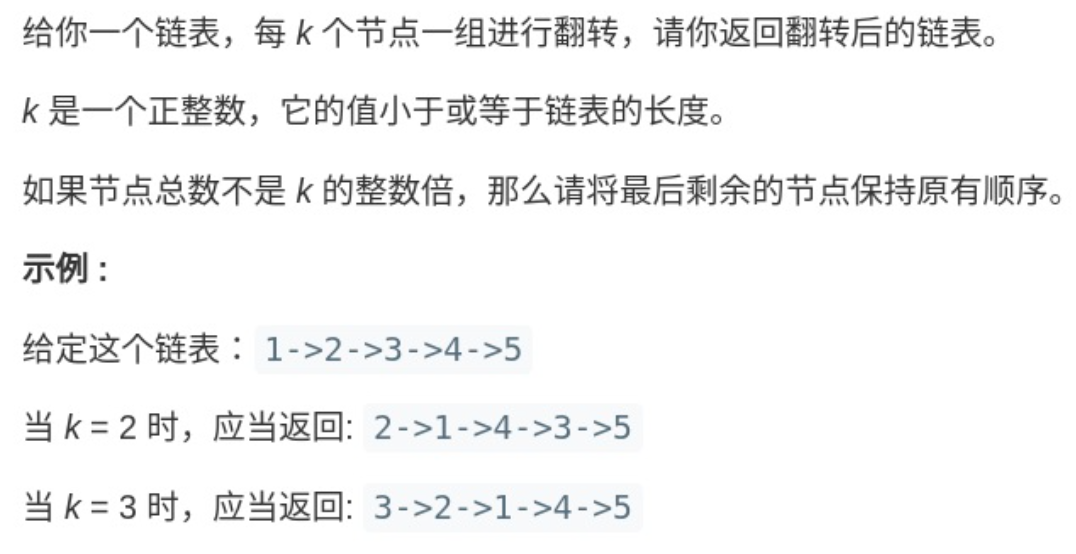 给你一个链表，每 k 个节点一组进行翻转，请你返回翻转后的链表。
k 是一个正整数，它的值小于或等于链表的长度。
如果节点总数不是 k 的整数倍，那么请将最后剩余的节点保持原有顺序。
示例 :
给定这个链表：1->2->3->4->5
当 k = 2 时，应当返回: 2->1->4->3->5
当 k = 3 时，应当返回: 3->2->1->4->5